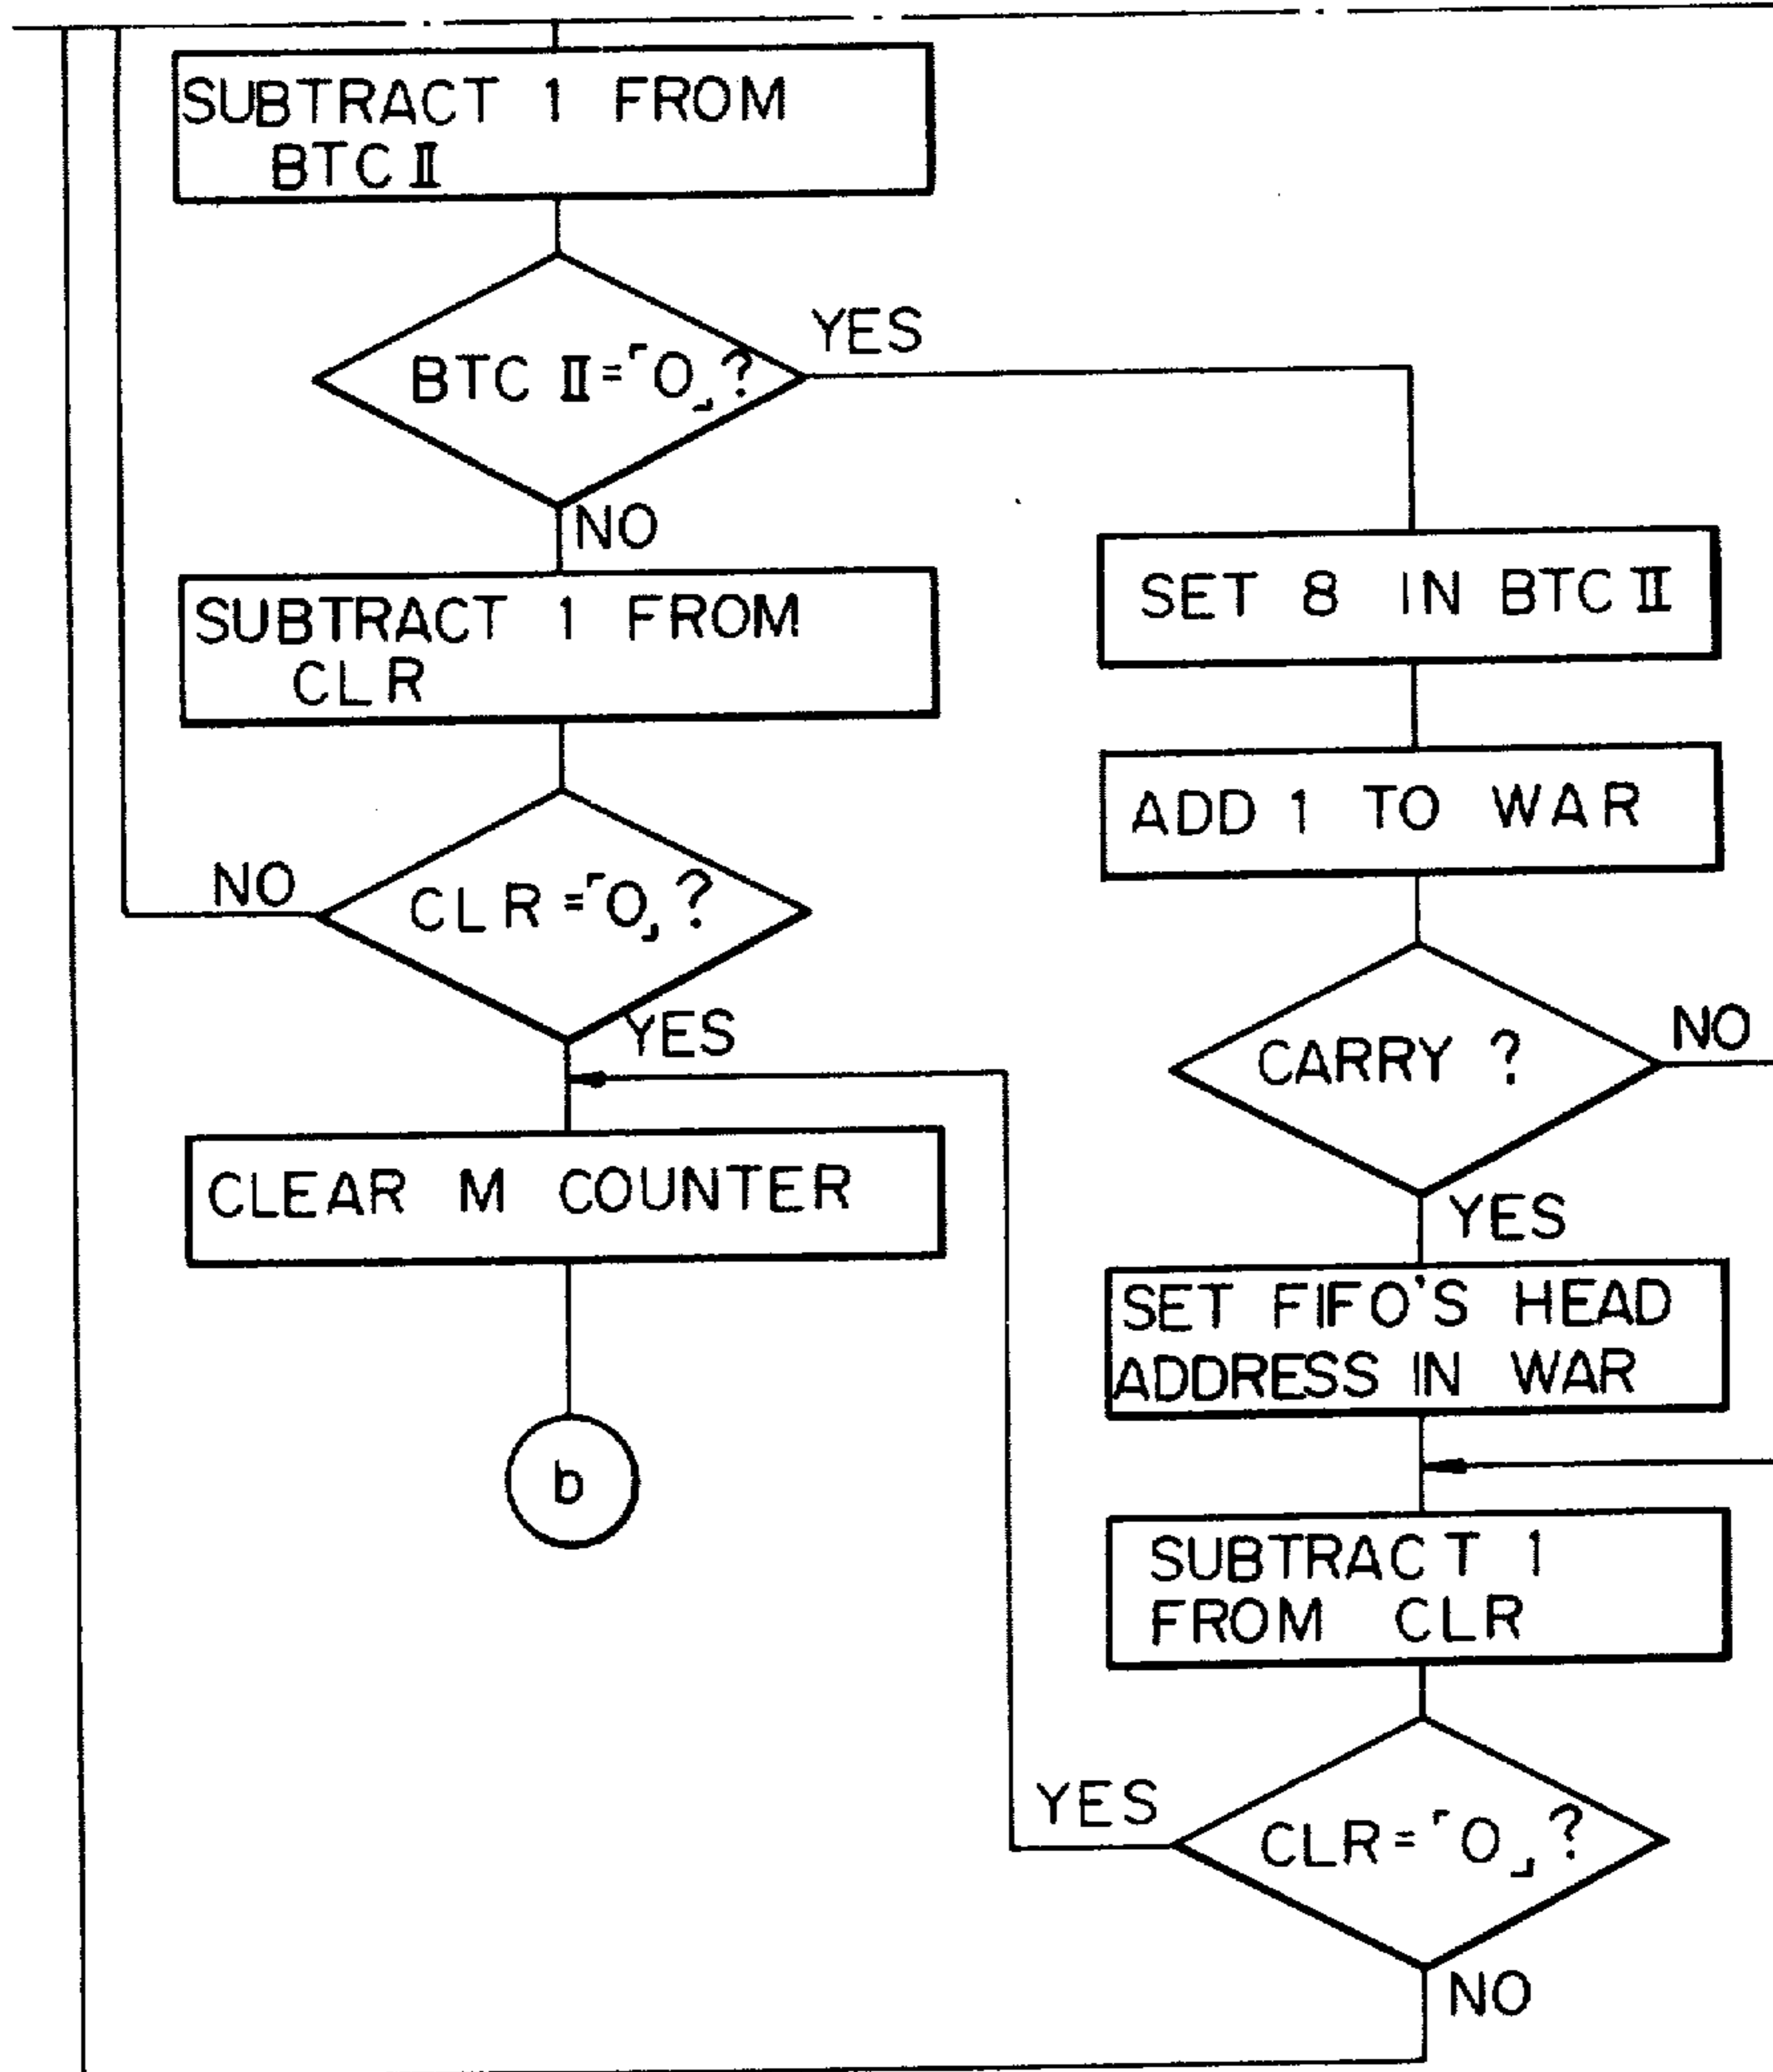 SUBTRACT 1 FROM
BTC II
BTC II=「0」?
YES
NO
SUBTRACT 1 FROM
CLR
CLR=「0」?
NO
YES
CLEAR M COUNTER
b
SET 8 IN BTC II
ADD 1 TO WAR
CARRY ?
NO
YES
SET FIFO'S HEAD
ADDRESS IN WAR
SUBTRACT 1
FROM CLR
CLR=「0」?
YES
NO